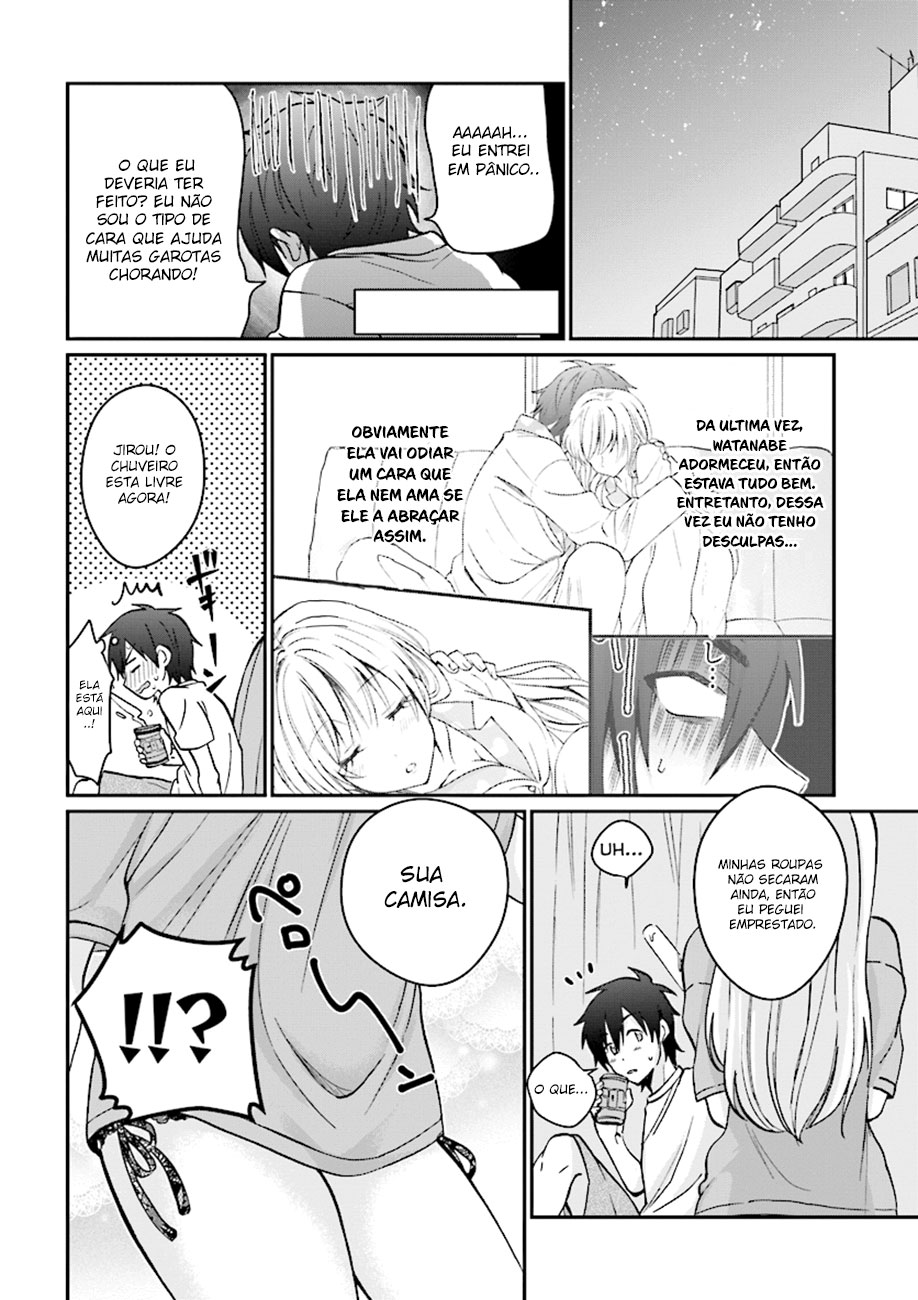 AAAAAH...
EU ENTREI
EM PÂNICO..
O QUE EU
DEVERIA TER
FEITO? EU NÃO
SOU O TIPO DE
CARA QUE AJUDA
MUITAS GAROTAS
CHORANDO!
DA ULTIMA VEZ,
WATANABE
ADORMECEU, ENTÃO
ESTAVA TUDO BEM.
ENTRETANTO, DESSA
VEZ EU NÃO TENHO
DESCULPAS...
OBVIAMENTE
ELA VAI ODIAR
UM CARA QUE
ELA NEM AMA SE
ELE A ABRAÇAR
ASSIM.
JIROU! O
CHUVEIRO
ESTA LIVRE
AGORA!
ELA
ESTÁ
AQUI
..!
MINHAS ROUPAS
NÃO SECARAM
AINDA, ENTÃO
EU PEGUEI
EMPRESTADO.
UH...
O QUE...
SUA
CAMISA.
!!?